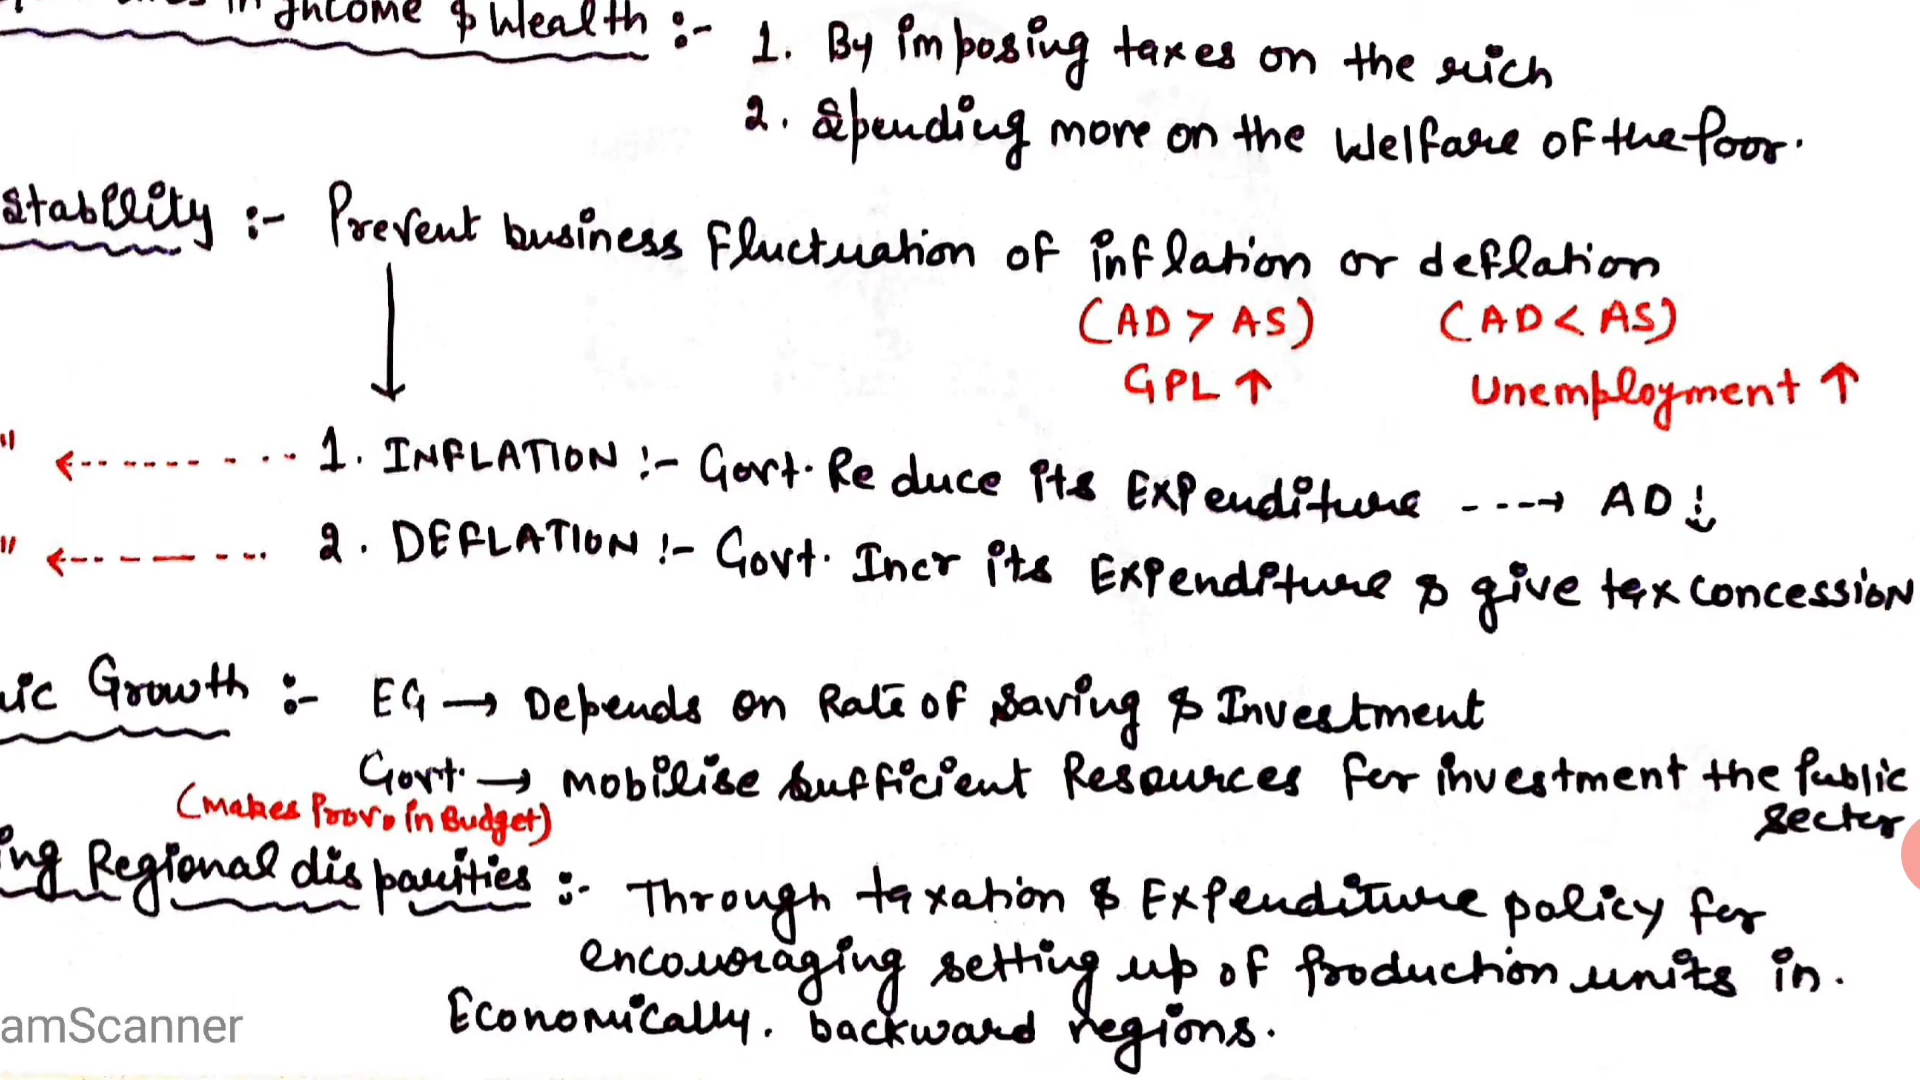 in Income & Wealth :- 1. By imposing taxes on the rich
2. Spending more on the Welfare of the Poor.
Stability :- Prevent business Fluctuation of inflation or deflation
(AD > AS) (AD < AS)
GPL ↑ Unemployment ↑
" ←-------- 1. INFLATION :- Govt. Reduce its Expenditure ----→ AD ↓
" ←-------- 2. DEFLATION :- Govt. Incr its Expenditure & give tax concession
ic Growth :- EG → Depends on Rate of Saving & Investment
Govt. → mobilise sufficient Resources for investment the Public
sector
(Makes Prov. in Budget)
ing Regional disparities :- Through taxation & Expenditure policy for
encouraging setting up of Production units in.
Economically. backward regions.
amScanner